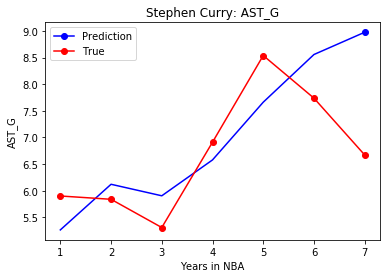 Stephen Curry: AST_G
Prediction
True
AST_G
9.0
8.5
8.0
7.5
7.0
6.5
6.0
5.5
1 2 3 4 5 6 7
Years in NBA